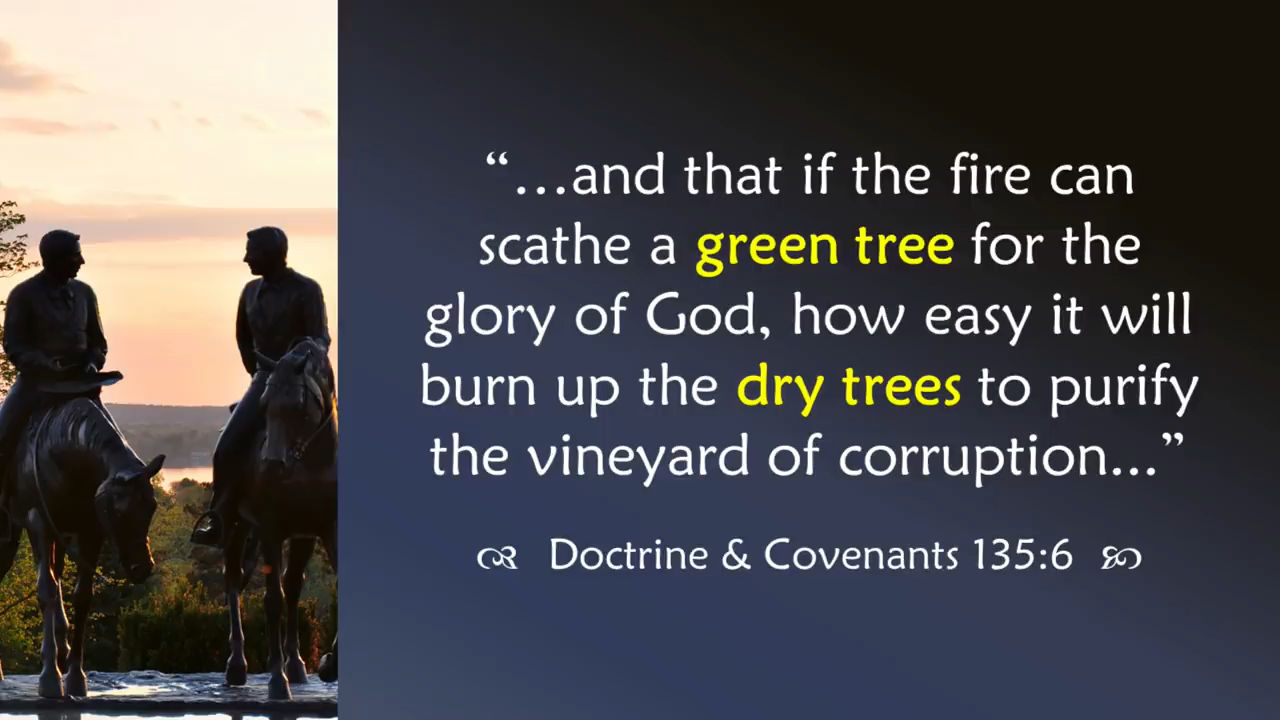 “…and that if the fire can
scathe a green tree for the
glory of God, how easy it will
burn up the dry trees to purify
the vineyard of corruption…”
Doctrine & Covenants 135:6